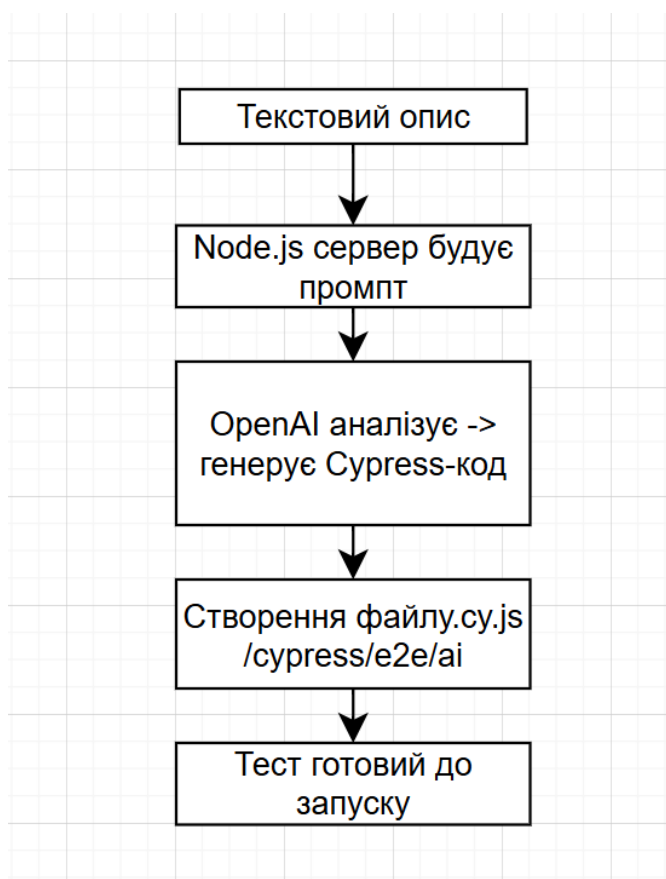 Текстовий опис
Node.js сервер будує
промпт
OpenAI аналізує ->
генерує Cypress-код
Створення файлу.cy.js
/cypress/e2e/ai
Тест готовий до
запуску